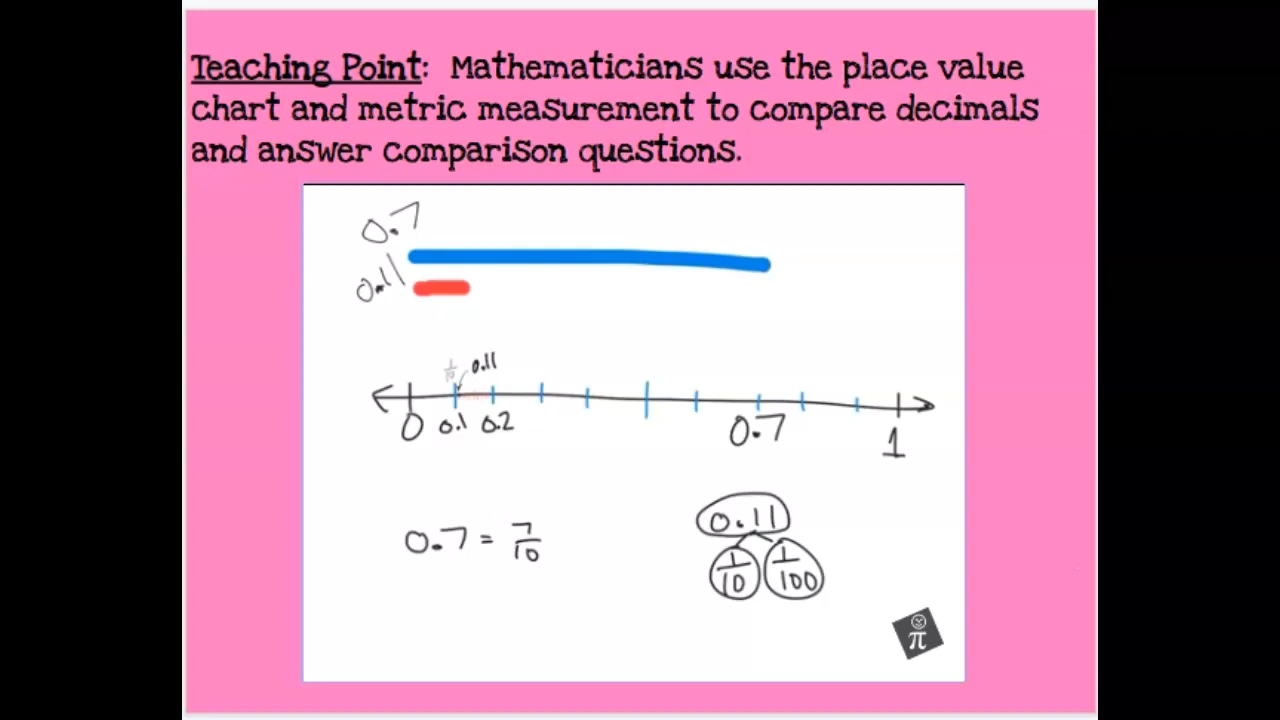 Teaching Point: Mathematicians use the place value
chart and metric measurement to compare decimals
and answer comparison questions.
0.7
0.11
1/10 0.11
0 0.1 0.2 0.7 1
0.7 = 7/10
0.11
1/10 1/100
π